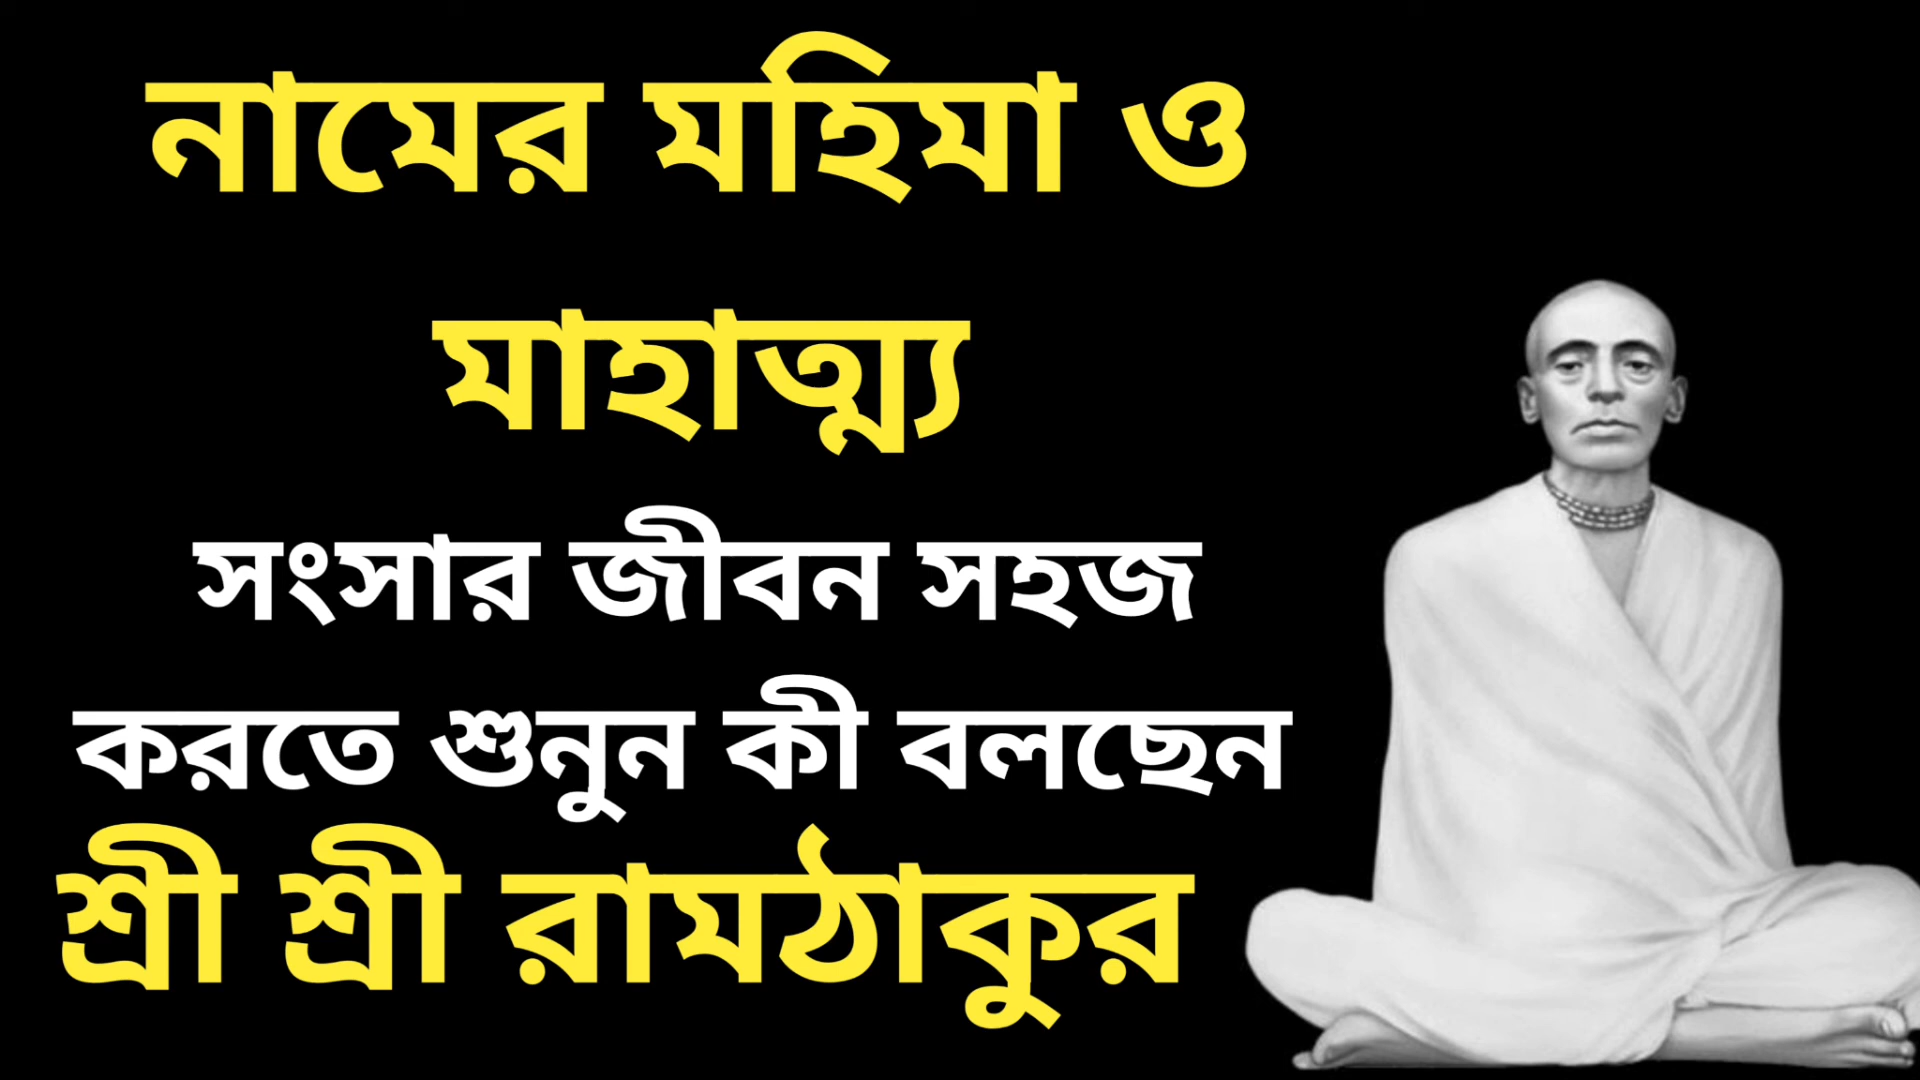 নামের মহিমা ও
মাহাত্ম্য
সংসার জীবন সহজ
করতে শুনুন কী বলছেন
শ্রী শ্রী রামঠাকুর